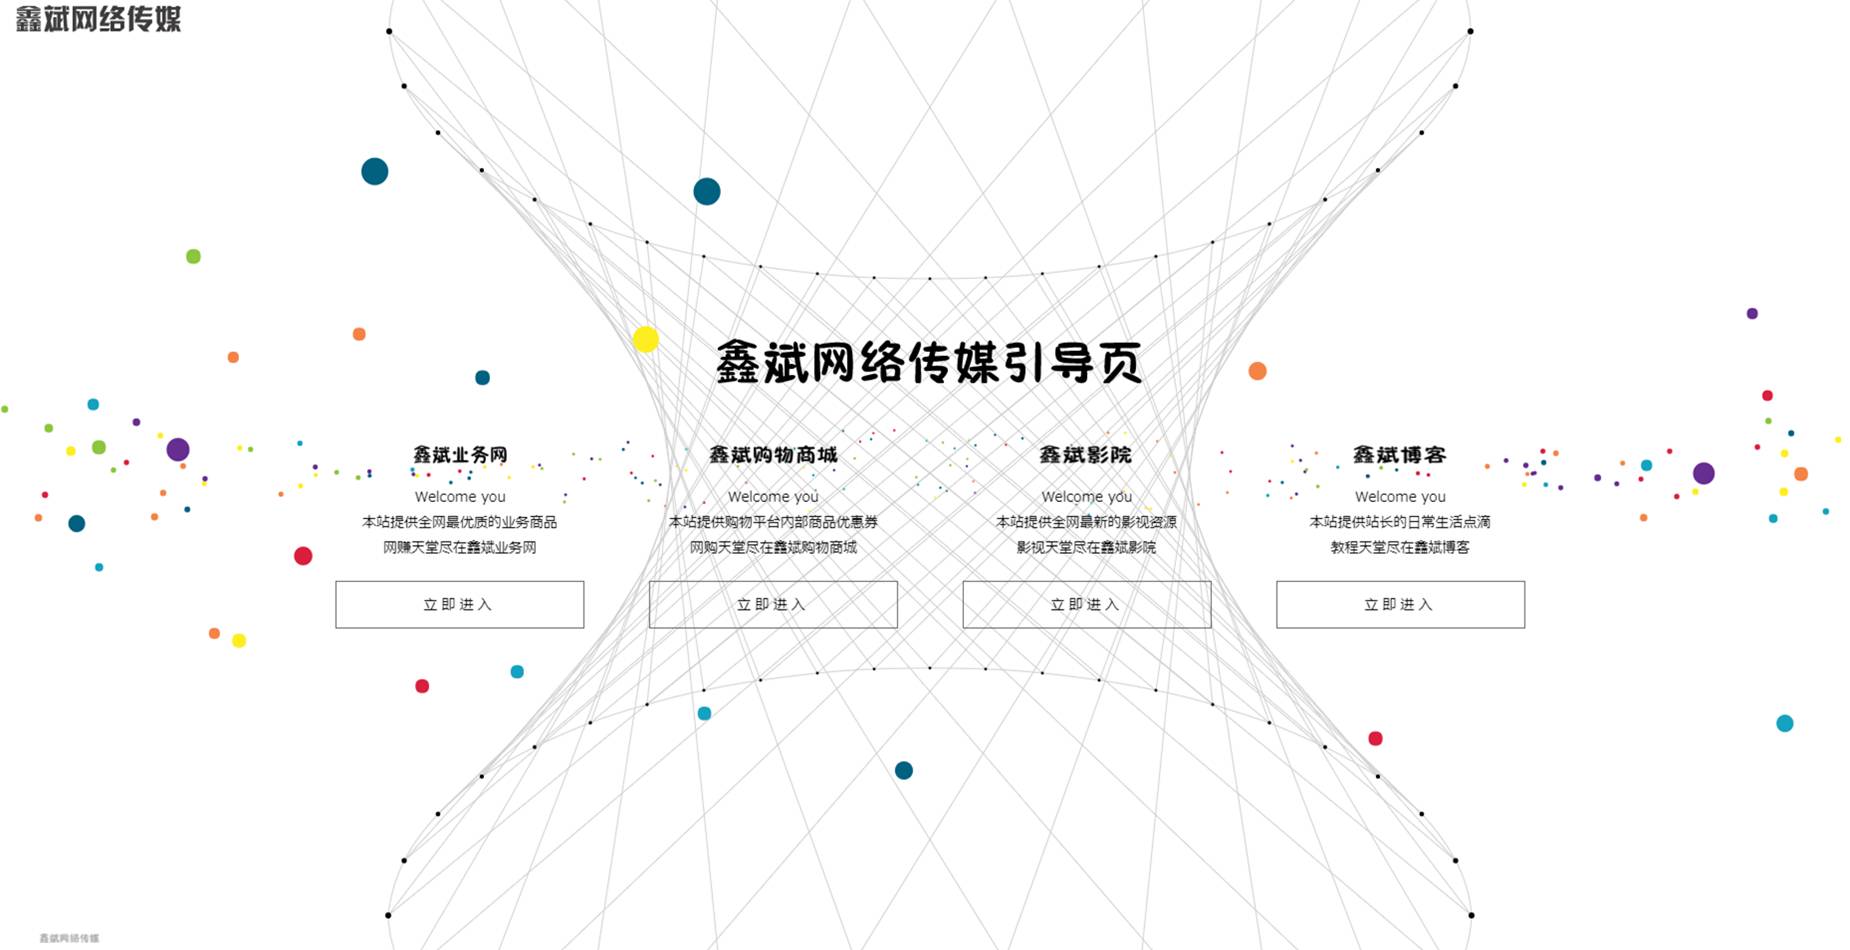 鑫斌网络传媒
鑫斌网络传媒引导页
鑫斌业务网
Welcome you
本站提供全网最优质的业务商品
网赚天堂尽在鑫斌业务网
立即进入
鑫斌购物商城
Welcome you
本站提供购物平台内部商品优惠券
网购天堂尽在鑫斌购物商城
立即进入
鑫斌影院
Welcome you
本站提供全网最新的影视资源
影视天堂尽在鑫斌影院
立即进入
鑫斌博客
Welcome you
本站提供站长的日常生活点滴
教程天堂尽在鑫斌博客
立即进入
鑫斌网络传媒